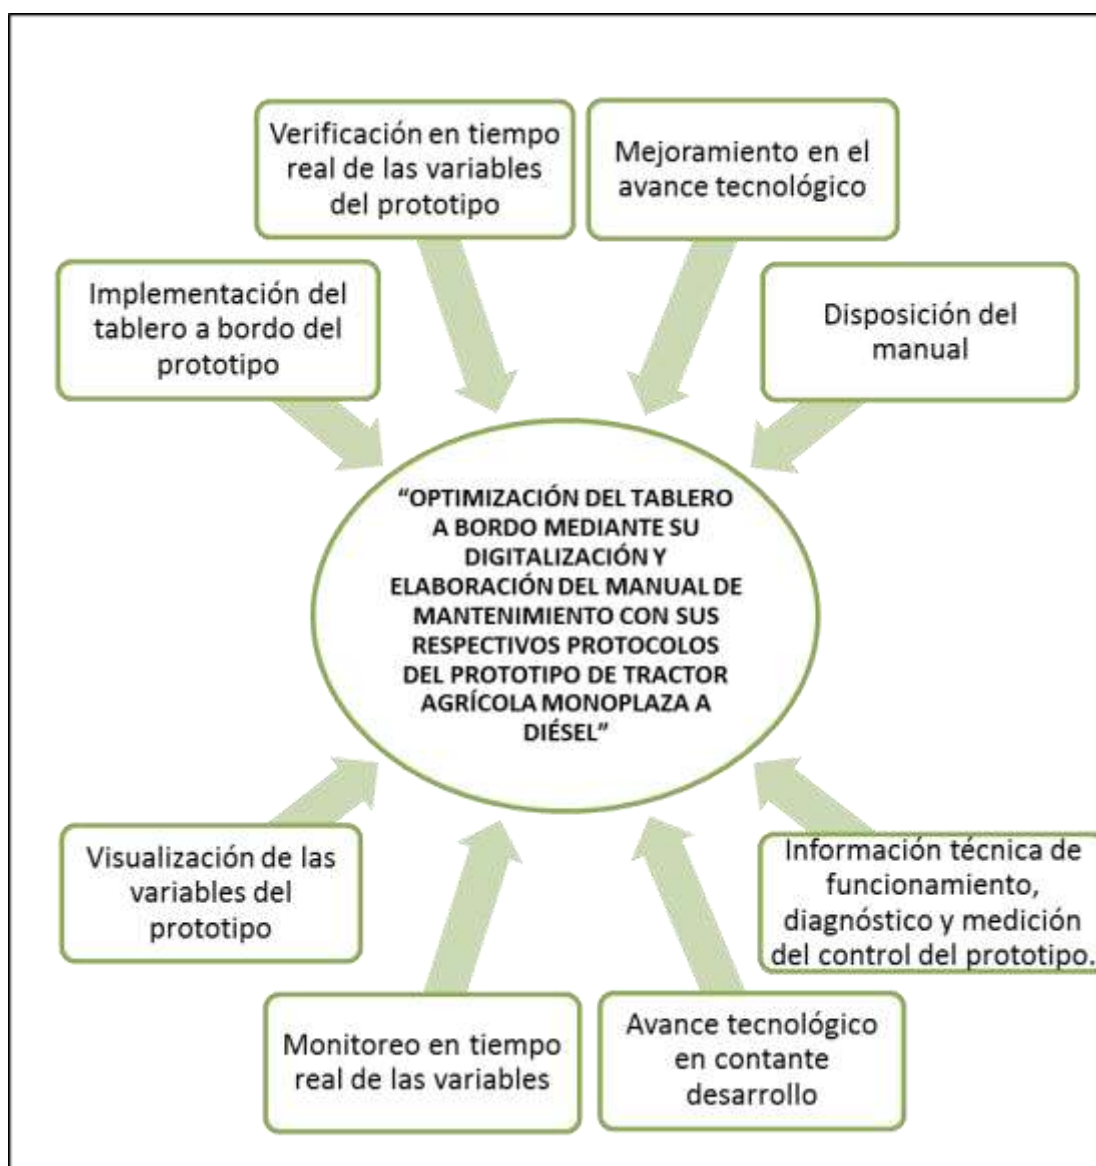 Verificación en tiempo
real de las variables
del prototipo
Mejoramiento en el
avance tecnológico
Implementación del
tablero a bordo del
prototipo
Disposición del
manual
“OPTIMIZACIÓN DEL TABLERO
A BORDO MEDIANTE SU
DIGITALIZACIÓN Y
ELABORACIÓN DEL MANUAL DE
MANTENIMIENTO CON SUS
RESPECTIVOS PROTOCOLOS
DEL PROTOTIPO DE TRACTOR
AGRÍCOLA MONOPLAZA A
DIÉSEL”
Visualización de las
variables del
prototipo
Información técnica de
funcionamiento,
diagnóstico y medición
del control del prototipo.
Monitoreo en tiempo
real de las variables
Avance tecnológico
en contante
desarrollo